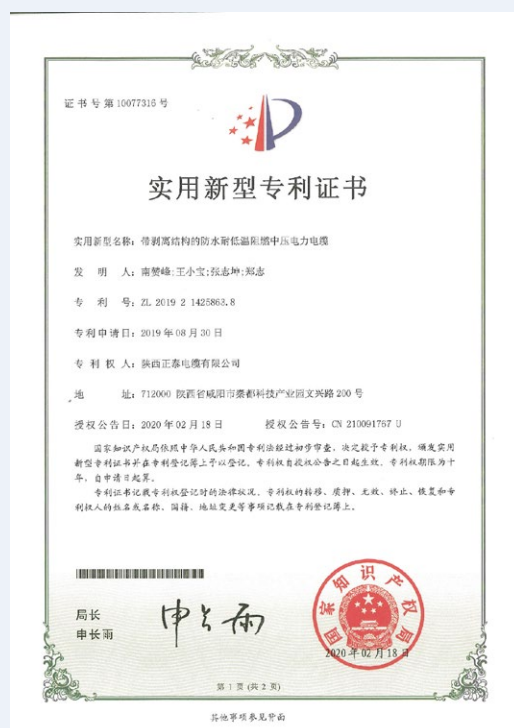 证书号第10077316号
实用新型专利证书
实用新型名称：带剥离结构的防水耐低温阻燃中压电力电缆
发 明 人：南赞峰;王小宝;张志坤;郑志
专 利 号：ZL 2019 2 1425863.8
专利申请日：2019年08月30日
专 利 权 人：陕西正泰电缆有限公司
地 址：712000 陕西省咸阳市秦都科技产业园文兴路200号
授权公告日：2020年02月18日 授权公告号：CN 210091767 U
国家知识产权局依照中华人民共和国专利法经过初步审查，决定授予专利权，颁发实用
新型专利证书并在专利登记簿上予以登记。专利权自授权公告之日起生效。专利权期限为十
年，自申请日起算。
专利证书记载专利权登记时的法律状况。专利权的转移、质押、无效、终止、恢复和专
利权人的姓名或名称、国籍、地址变更等事项记载在专利登记簿上。
局长
申长雨
申长雨
国家知识产权局
2020年02月18日
第 1 页 (共 2 页)
其他事项参见背面